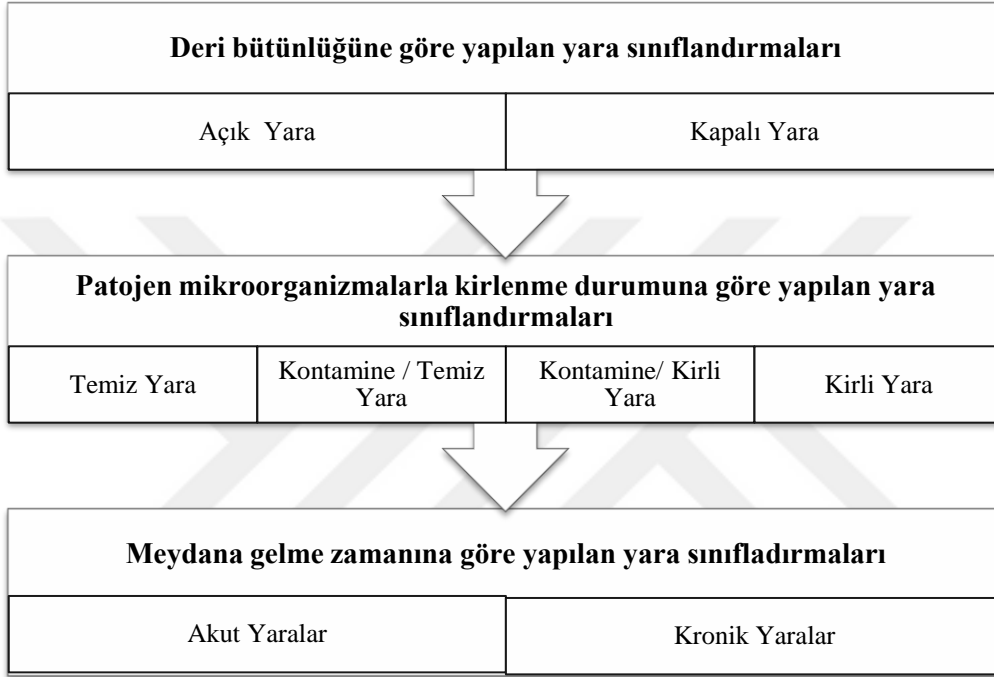 Deri bütünlüğüne göre yapılan yara sınıflandırmaları
Açık  Yara
Kapalı Yara
Patojen mikroorganizmalarla kirlenme durumuna göre yapılan yara
sınıflandırmaları
Temiz Yara
Kontamine / Temiz
Yara
Kontamine/ Kirli
Yara
Kirli Yara
Meydana gelme zamanına göre yapılan yara sınıfladırmaları
Akut Yaralar
Kronik Yaralar